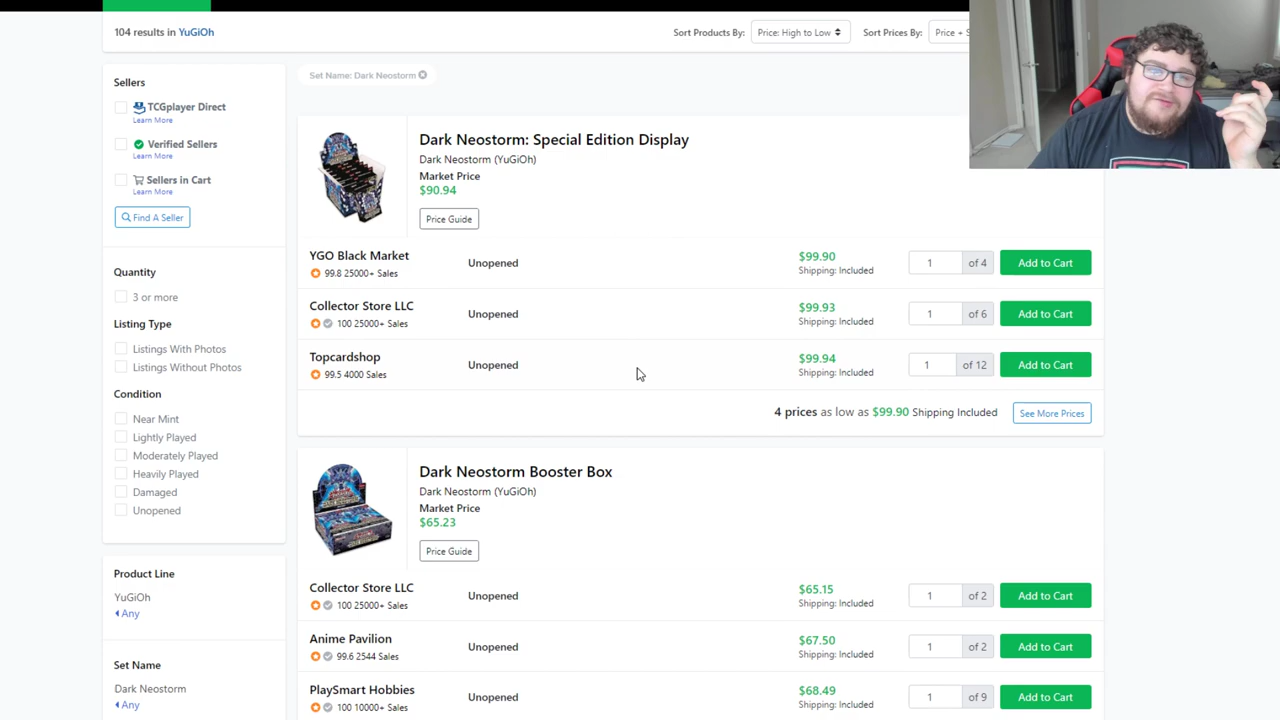 104 results in YuGiOh
Sort Products By:
Price: High to Low
Sort Prices By:
Price + S
Sellers
TCGplayer Direct
Learn More
Verified Sellers
Learn More
Sellers in Cart
Learn More
Find A Seller
Quantity
3 or more
Listing Type
Listings With Photos
Listings Without Photos
Condition
Near Mint
Lightly Played
Moderately Played
Heavily Played
Damaged
Unopened
Product Line
YuGiOh
Any
Set Name
Dark Neostorm
Any
Set Name: Dark Neostorm
Dark Neostorm: Special Edition Display
Dark Neostorm (YuGiOh)
Market Price
$90.94
Price Guide
YGO Black Market
99.8 25000+ Sales
Unopened
$99.90
Shipping: Included
1 of 4
Add to Cart
Collector Store LLC
100 25000+ Sales
Unopened
$99.93
Shipping: Included
1 of 6
Add to Cart
Topcardshop
99.5 4000 Sales
Unopened
$99.94
Shipping: Included
1 of 12
Add to Cart
4 prices as low as $99.90 Shipping Included
See More Prices
Dark Neostorm Booster Box
Dark Neostorm (YuGiOh)
Market Price
$65.23
Price Guide
Collector Store LLC
100 25000+ Sales
Unopened
$65.15
Shipping: Included
1 of 2
Add to Cart
Anime Pavilion
99.6 2544 Sales
Unopened
$67.50
Shipping: Included
1 of 2
Add to Cart
PlaySmart Hobbies
100 10000+ Sales
Unopened
$68.49
Shipping: Included
1 of 9
Add to Cart